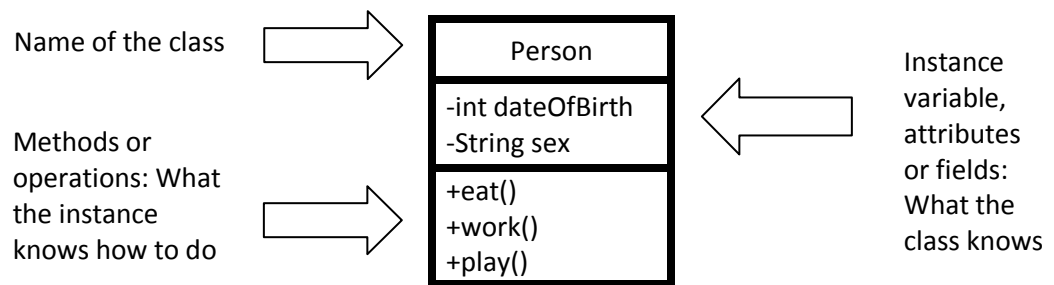 Name of the class
Methods or
operations: What
the instance
knows how to do
Person
-int dateOfBirth
-String sex
+eat()
+work()
+play()
Instance
variable,
attributes
or fields:
What the
class knows